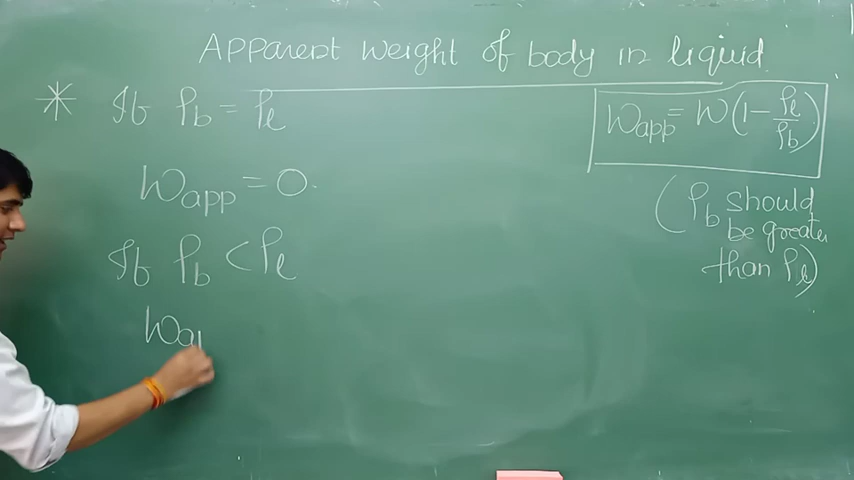 Apparent weight of body in liquid
* If ρb = ρl
Wapp = 0.
If ρb < ρl
Wap
Wapp = W(1 - ρl/ρb)
(ρb should
be greater
than ρl)